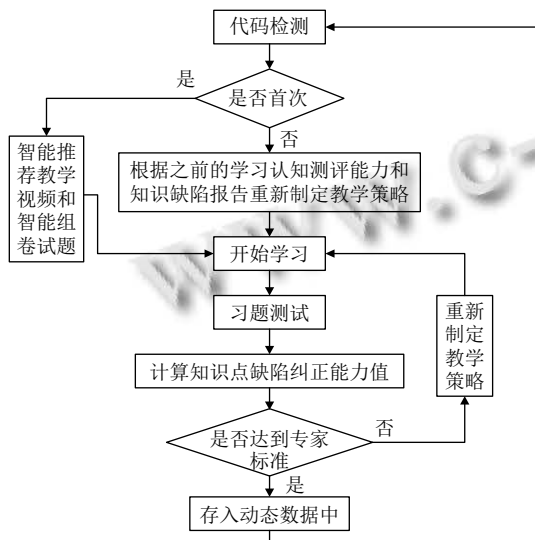 代码检测
是
是否首次
否
智能推
荐教学
视频和
智能组
卷试题
根据之前的学习认知测评能力和
知识缺陷报告重新制定教学策略
开始学习
习题测试
重新
制定
教学
策略
计算知识点缺陷纠正能力值
是否达到专家
标准
否
是
存入动态数据中
www.c